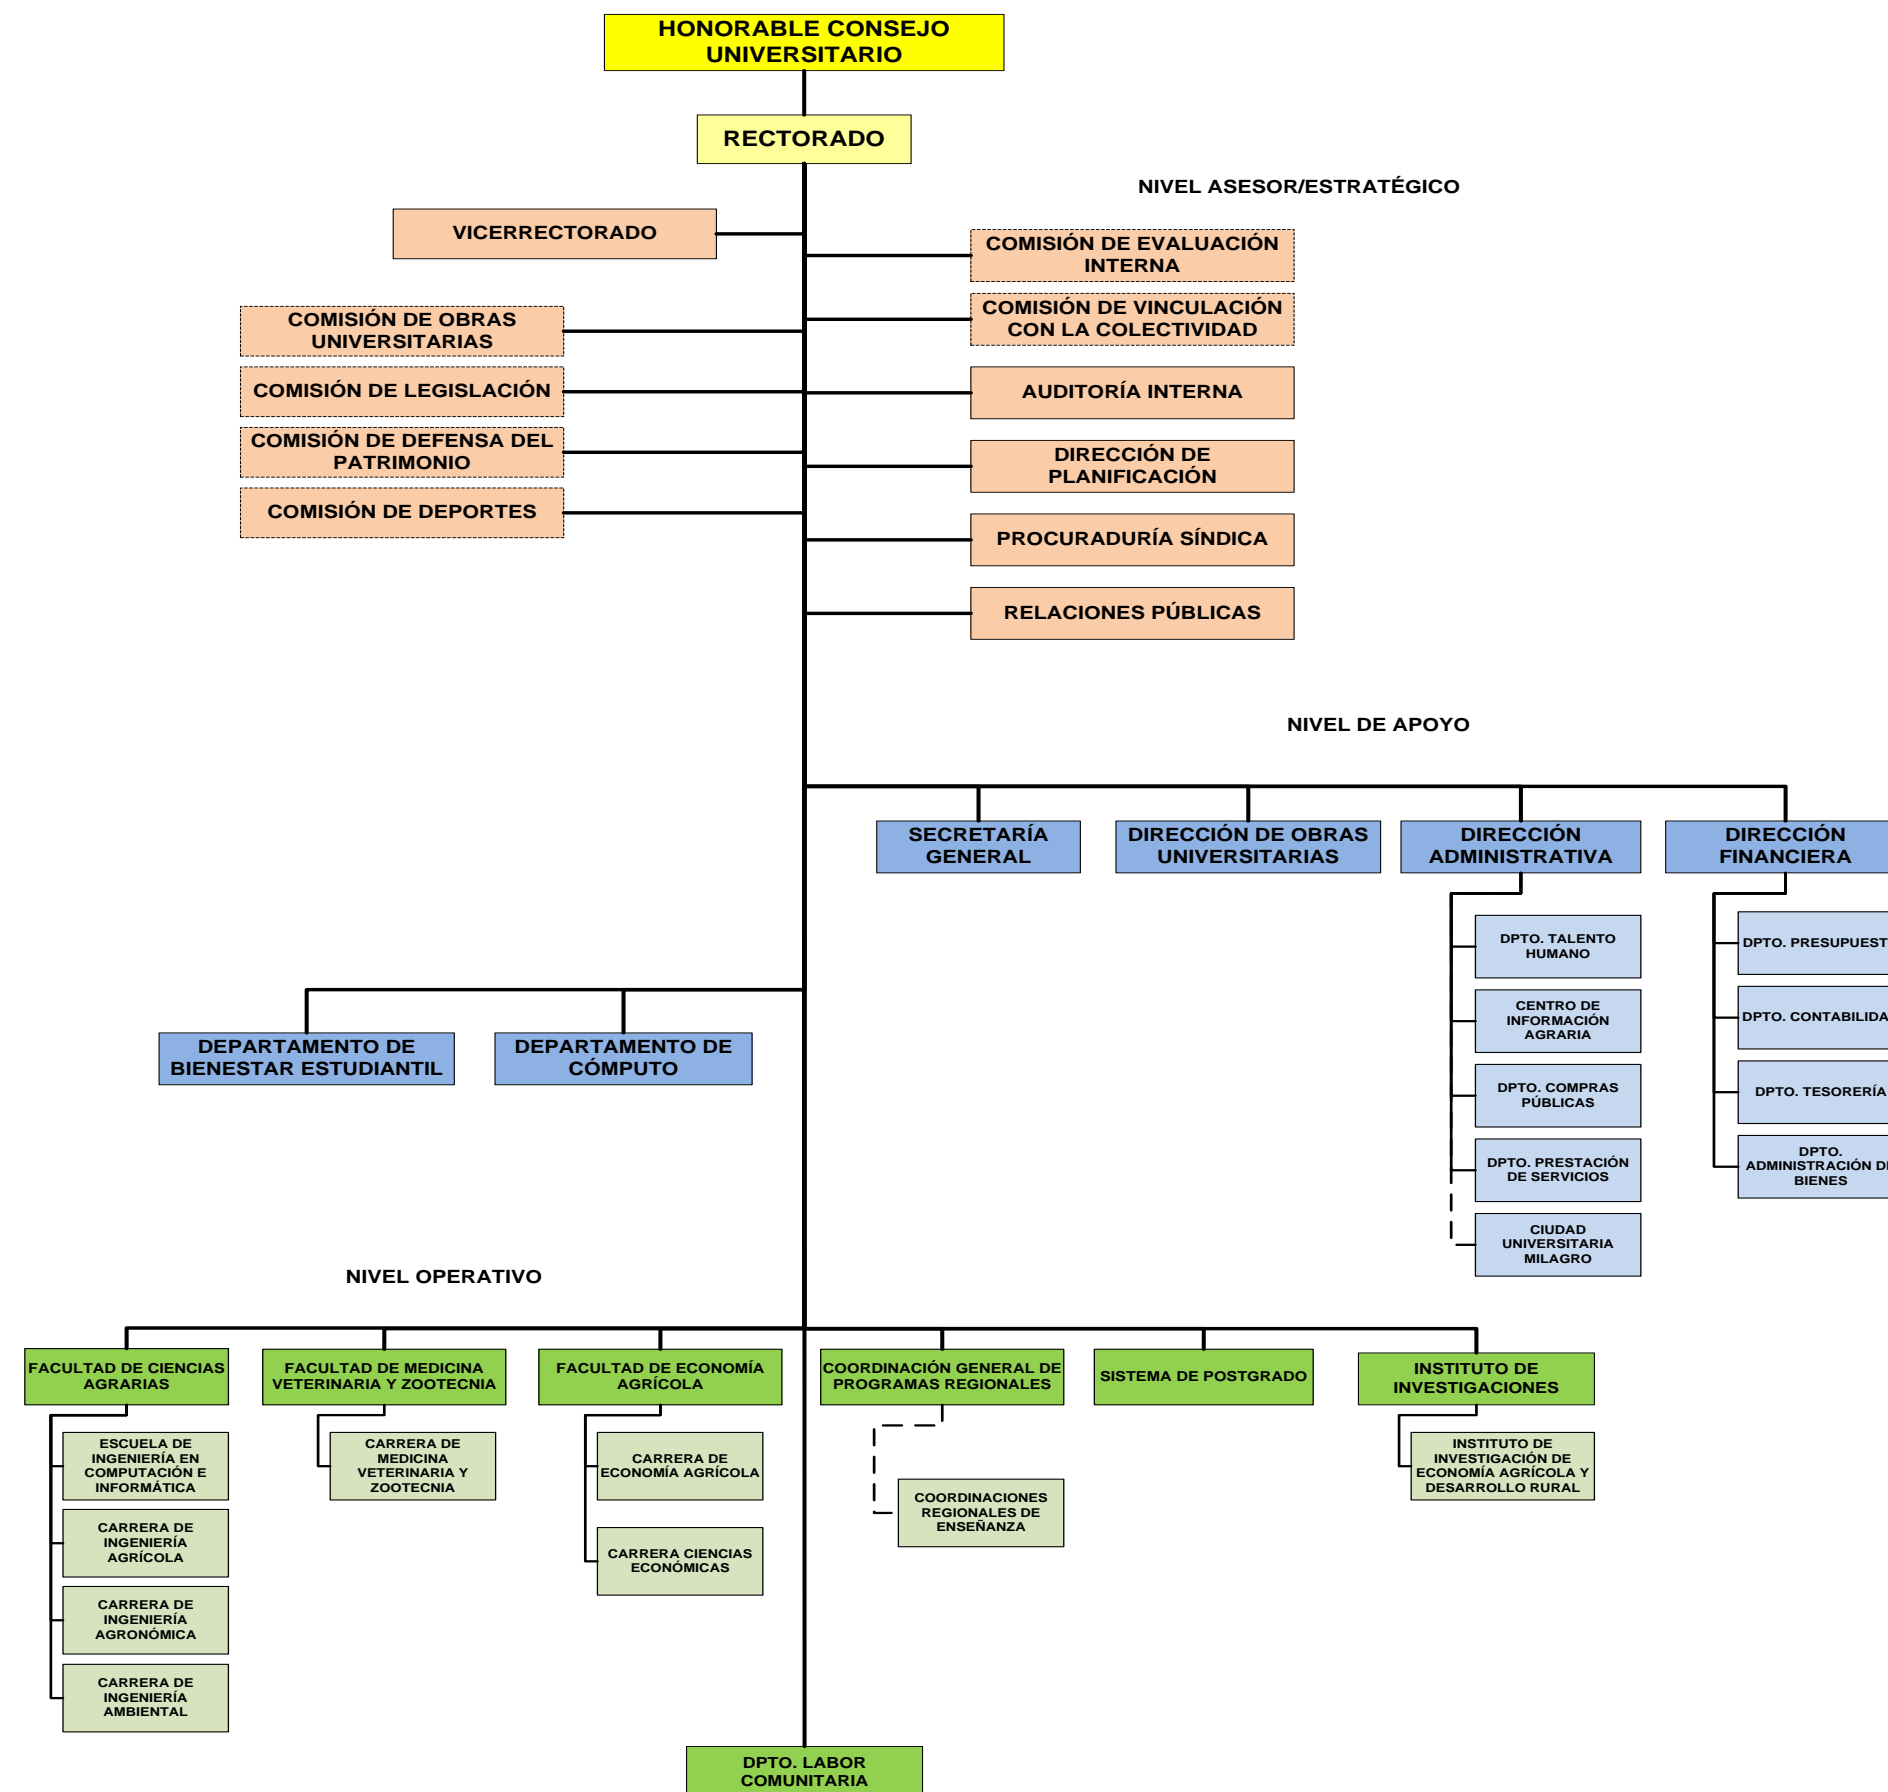 HONORABLE CONSEJO
UNIVERSITARIO
RECTORADO
NIVEL ASESOR/ESTRATÉGICO
VICERRECTORADO
COMISIÓN DE OBRAS
UNIVERSITARIAS
COMISIÓN DE LEGISLACIÓN
COMISIÓN DE DEFENSA DEL
PATRIMONIO
COMISIÓN DE DEPORTES
COMISIÓN DE EVALUACIÓN
INTERNA
COMISIÓN DE VINCULACIÓN
CON LA COLECTIVIDAD
AUDITORÍA INTERNA
DIRECCIÓN DE
PLANIFICACIÓN
PROCURADURÍA SÍNDICA
RELACIONES PÚBLICAS
NIVEL DE APOYO
SECRETARÍA
GENERAL
DIRECCIÓN DE OBRAS
UNIVERSITARIAS
DIRECCIÓN
ADMINISTRATIVA
DIRECCIÓN
FINANCIERA
DPTO. TALENTO
HUMANO
CENTRO DE
INFORMACIÓN
AGRARIA
DPTO. COMPRAS
PÚBLICAS
DPTO. PRESTACIÓN
DE SERVICIOS
CIUDAD
UNIVERSITARIA
MILAGRO
DPTO. PRESUPUEST
DPTO. CONTABILIDA
DPTO. TESORERÍA
DPTO.
ADMINISTRACIÓN DE
BIENES
DEPARTAMENTO DE
BIENESTAR ESTUDIANTIL
DEPARTAMENTO DE
CÓMPUTO
NIVEL OPERATIVO
FACULTAD DE CIENCIAS
AGRARIAS
FACULTAD DE MEDICINA
VETERINARIA Y ZOOTECNIA
FACULTAD DE ECONOMÍA
AGRÍCOLA
COORDINACIÓN GENERAL DE
PROGRAMAS REGIONALES
SISTEMA DE POSTGRADO
INSTITUTO DE
INVESTIGACIONES
ESCUELA DE
INGENIERÍA EN
COMPUTACIÓN E
INFORMÁTICA
CARRERA DE
INGENIERÍA
AGRÍCOLA
CARRERA DE
INGENIERÍA
AGRONÓMICA
CARRERA DE
INGENIERÍA
AMBIENTAL
CARRERA DE
MEDICINA
VETERINARIA Y
ZOOTECNIA
CARRERA DE
ECONOMÍA AGRÍCOLA
CARRERA CIENCIAS
ECONÓMICAS
COORDINACIONES
REGIONALES DE
ENSEÑANZA
INSTITUTO DE
INVESTIGACIÓN DE
ECONOMÍA AGRÍCOLA Y
DESARROLLO RURAL
DPTO. LABOR
COMUNITARIA